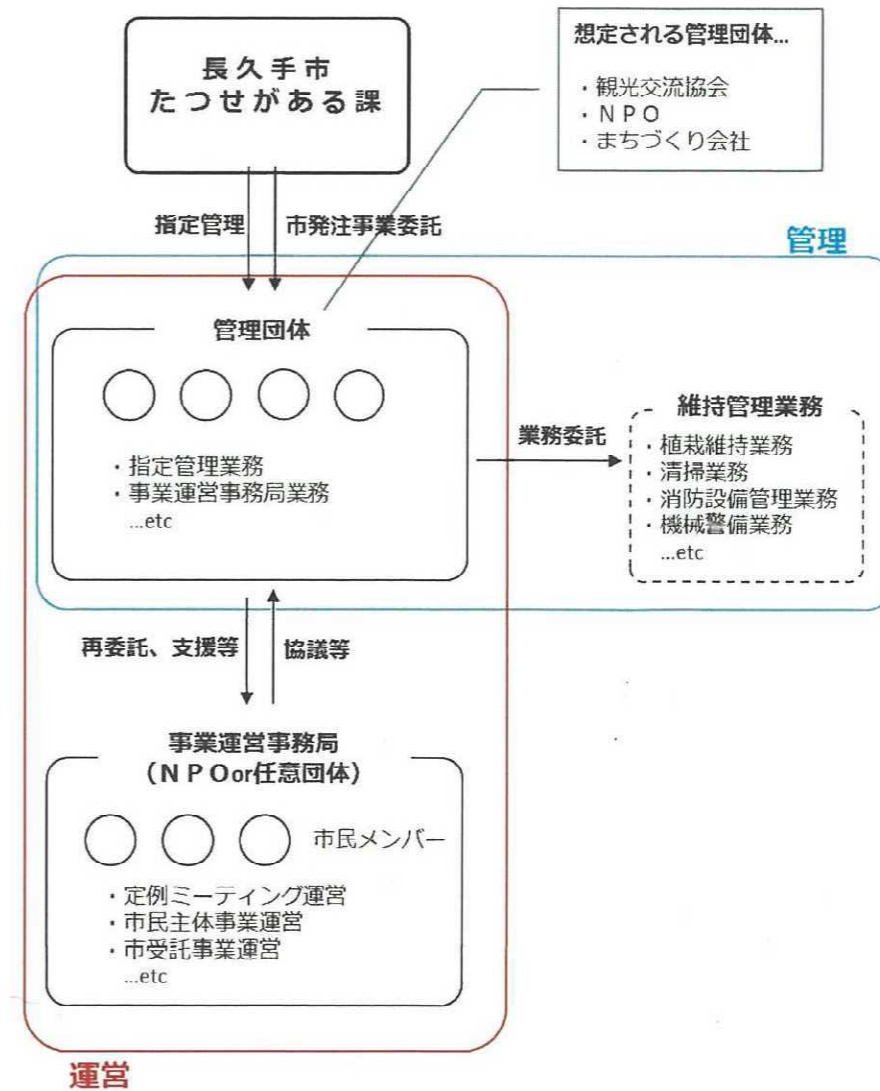 長久手市
たつせがある課
想定される管理団体...
・観光交流協会
・ＮＰＯ
・まちづくり会社
指定管理
市発注事業委託
管理
管理団体
・指定管理業務
・事業運営事務局業務
...etc
業務委託
維持管理業務
・植栽維持業務
・清掃業務
・消防設備管理業務
・機械警備業務
...etc
再委託、支援等
協議等
事業運営事務局
（ＮＰＯor任意団体）
市民メンバー
・定例ミーティング運営
・市民主体事業運営
・市受託事業運営
...etc
運営